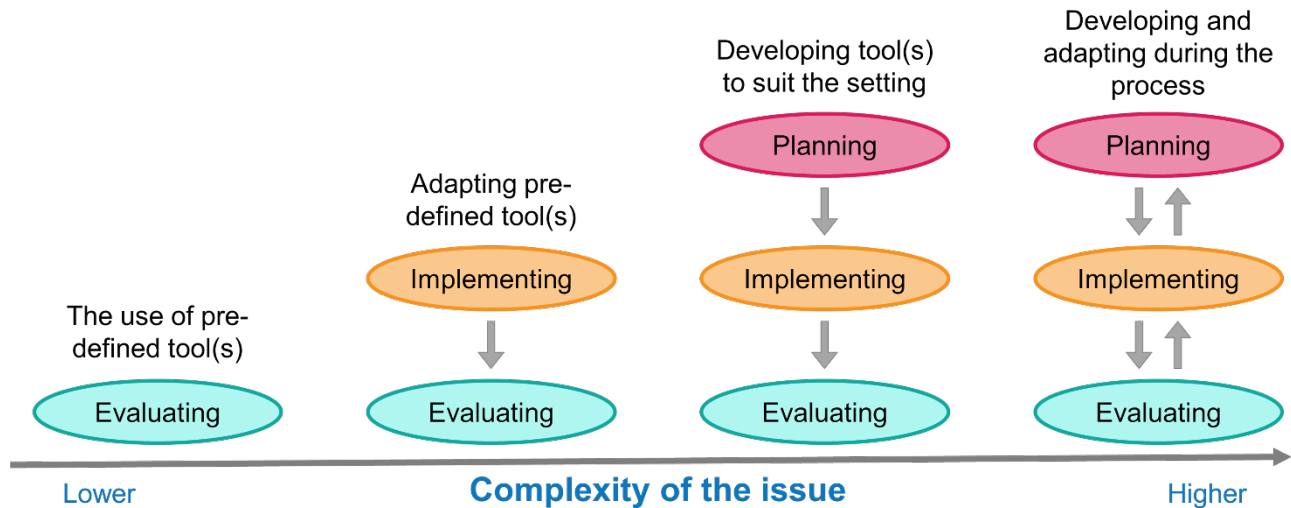 The use of pre-
defined tool(s)
Evaluating
Adapting pre-
defined tool(s)
Implementing
Evaluating
Developing tool(s)
to suit the setting
Planning
Implementing
Evaluating
Developing and
adapting during the
process
Planning
Implementing
Evaluating
Lower
Complexity of the issue
Higher